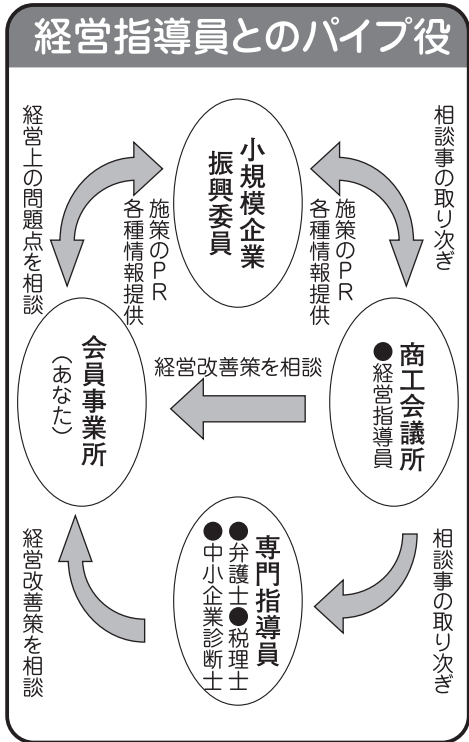 経営指導員とのパイプ役
小規模企業
振興委員
経営上の問題点を相談
施策のPR
各種情報提供
相談事の取り次ぎ
施策のPR
各種情報提供
会員事業所
（あなた）
経営改善策を相談
商工会議所
●経営指導員
専門指導員
●弁護士●税理士
●中小企業診断士
経営改善策を相談
相談事の取り次ぎ